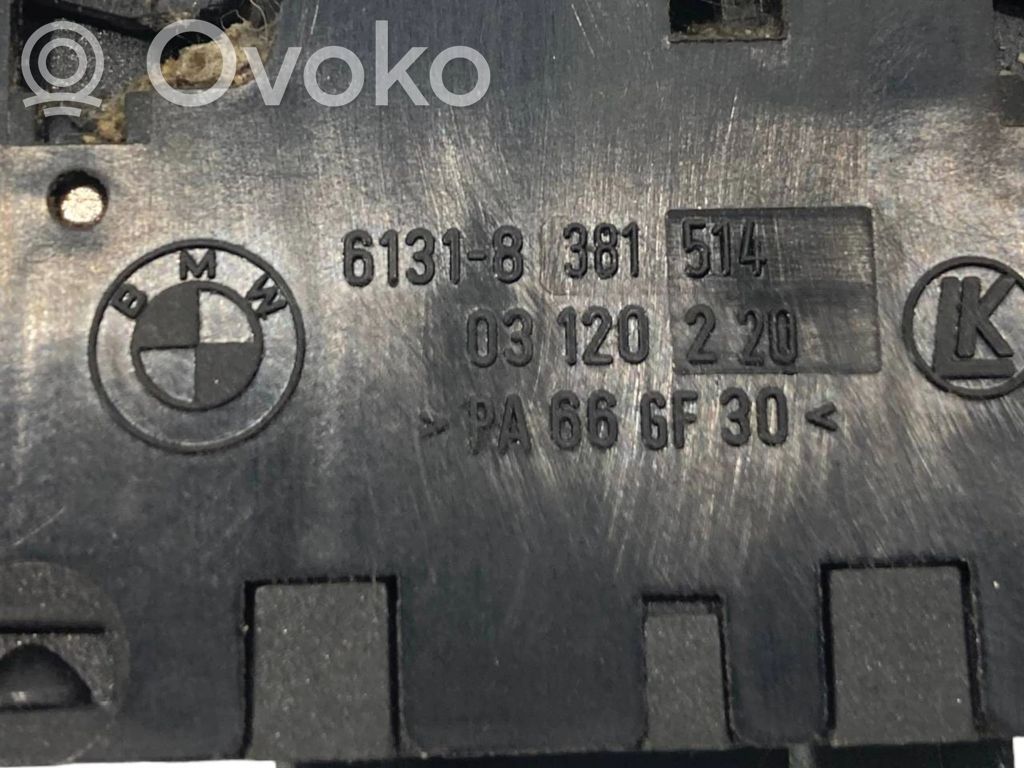 Ovoko
6131-8 381 514
BMW
03 120 2 20
LK
> PA 66 GF 30 <